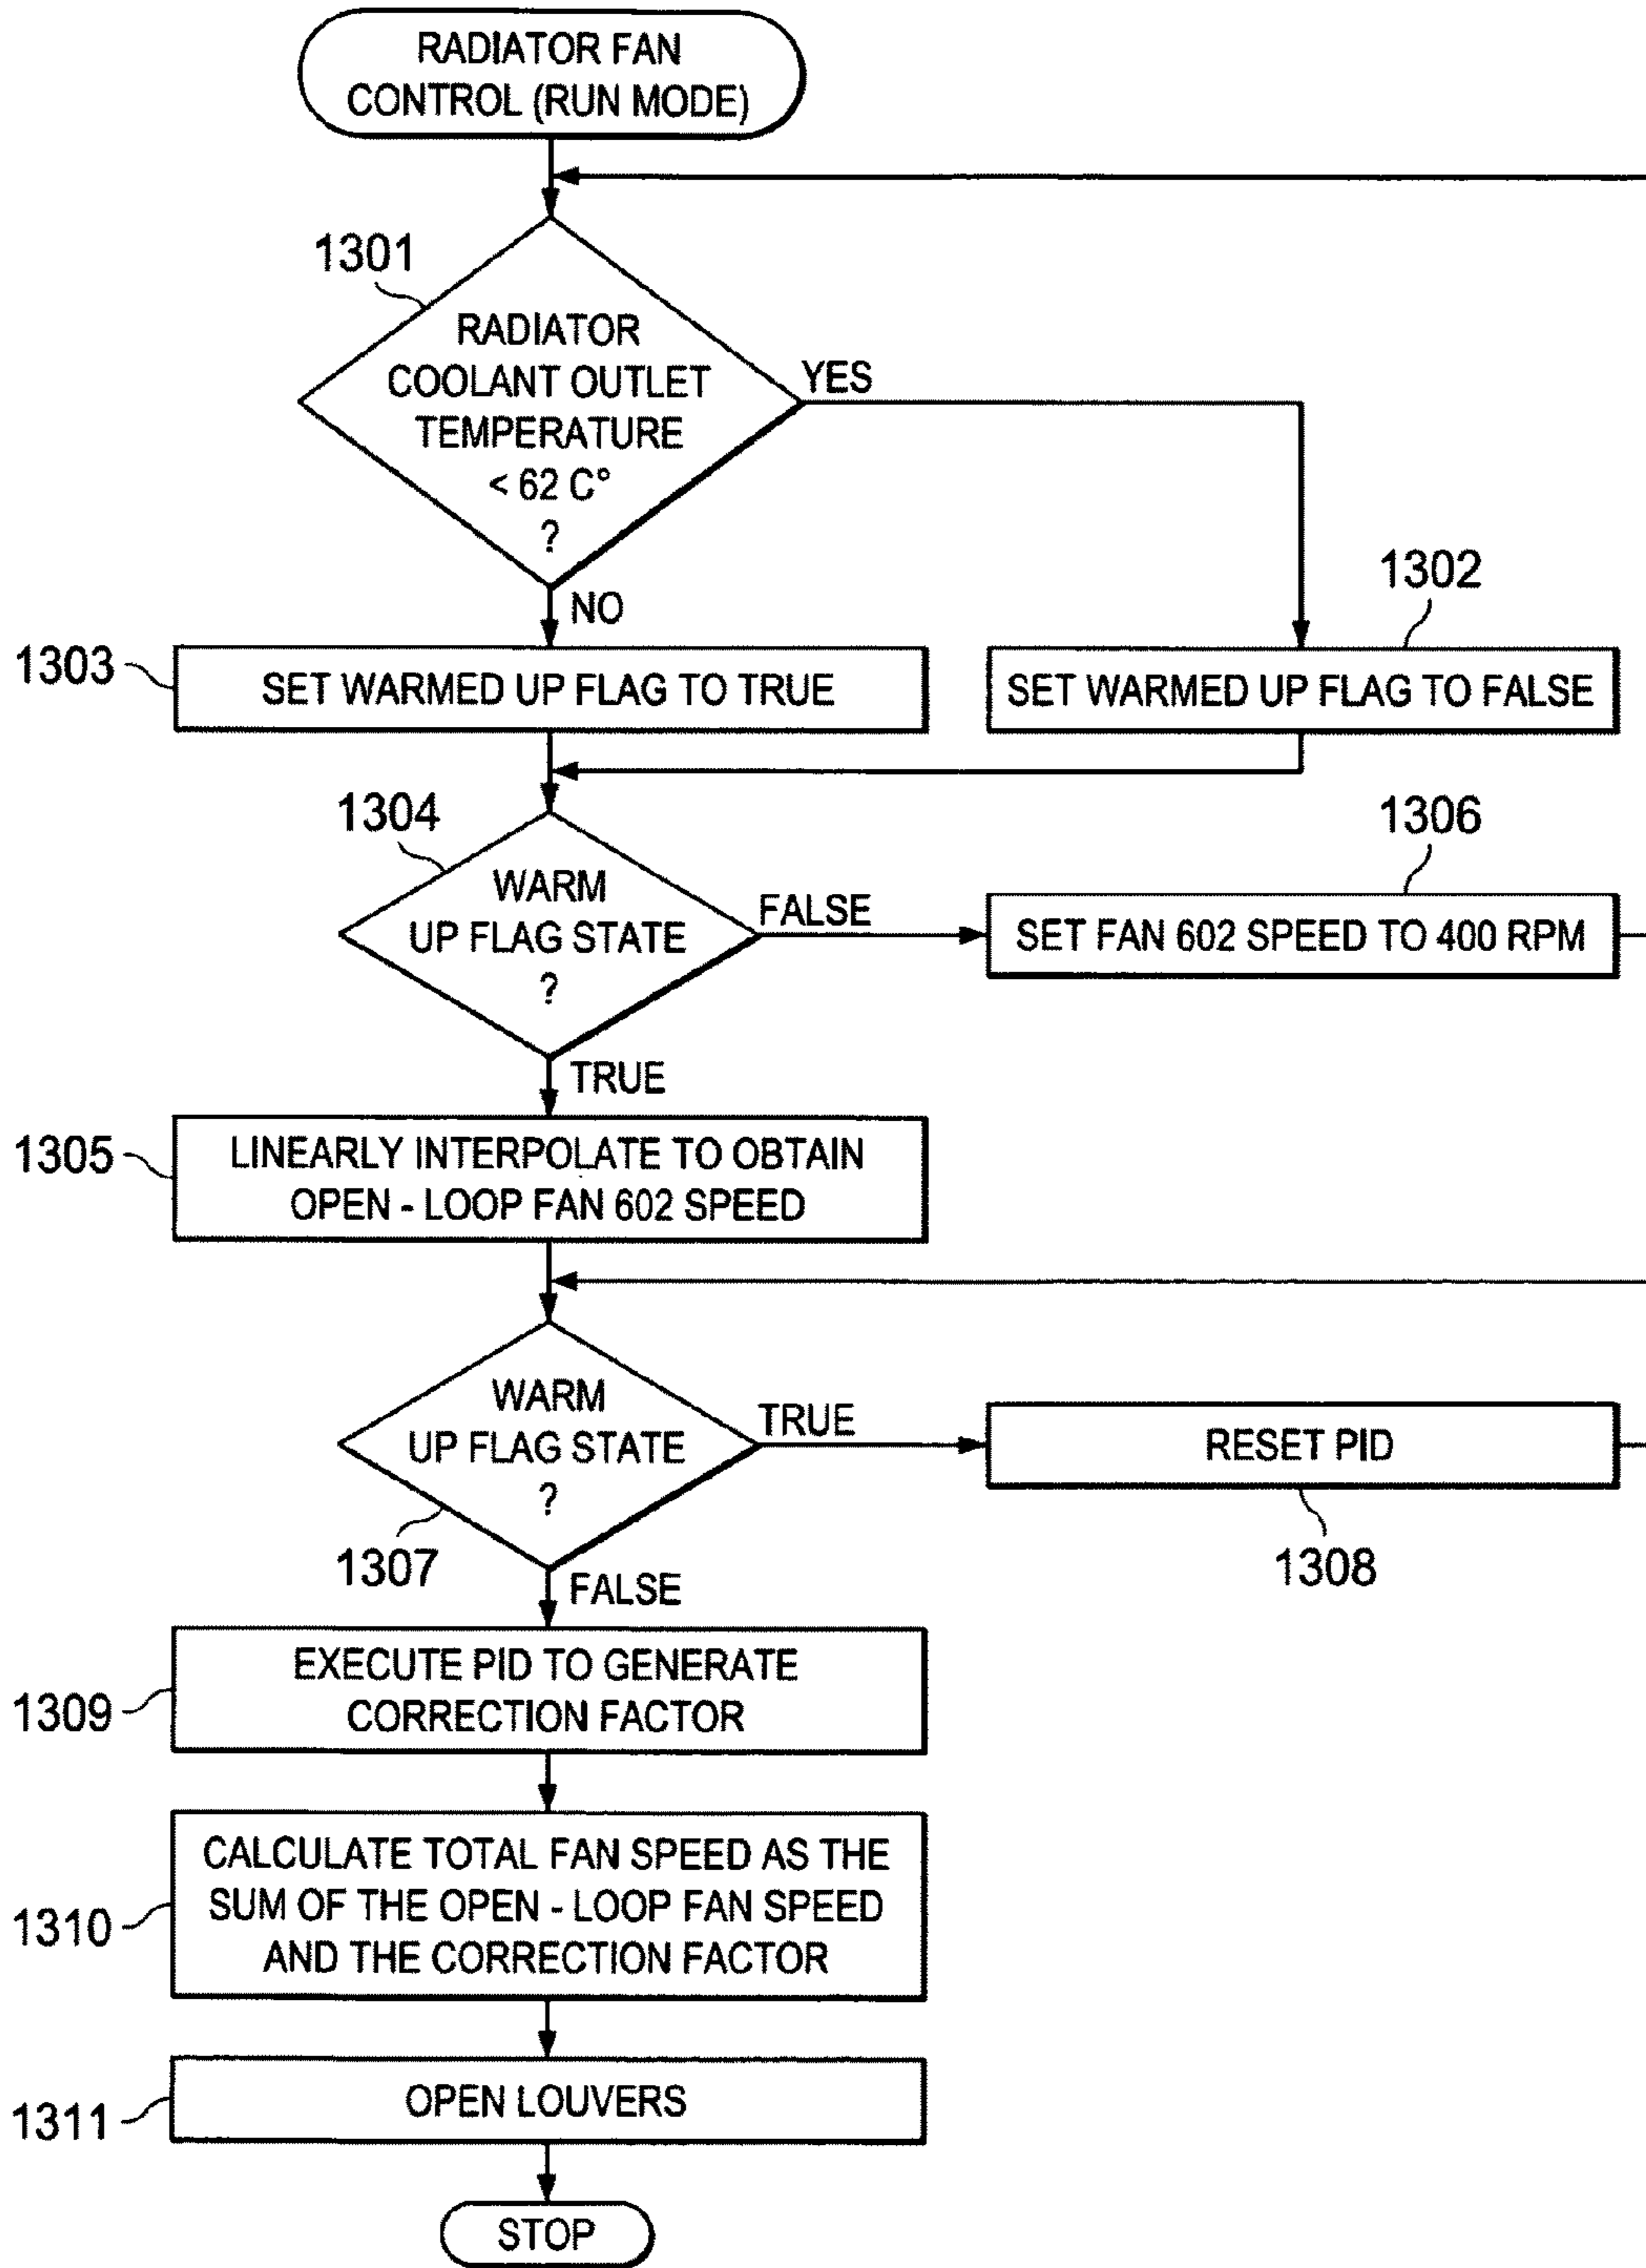 RADIATOR FAN
CONTROL (RUN MODE)
1301
RADIATOR
COOLANT OUTLET
TEMPERATURE
< 62 C°
?
YES
NO
1302
1303
SET WARMED UP FLAG TO TRUE
SET WARMED UP FLAG TO FALSE
1304
WARM
UP FLAG STATE
?
FALSE
1306
SET FAN 602 SPEED TO 400 RPM
TRUE
1305
LINEARLY INTERPOLATE TO OBTAIN
OPEN - LOOP FAN 602 SPEED
WARM
UP FLAG STATE
?
TRUE
RESET PID
1307
1308
FALSE
1309
EXECUTE PID TO GENERATE
CORRECTION FACTOR
1310
CALCULATE TOTAL FAN SPEED AS THE
SUM OF THE OPEN - LOOP FAN SPEED
AND THE CORRECTION FACTOR
1311
OPEN LOUVERS
STOP